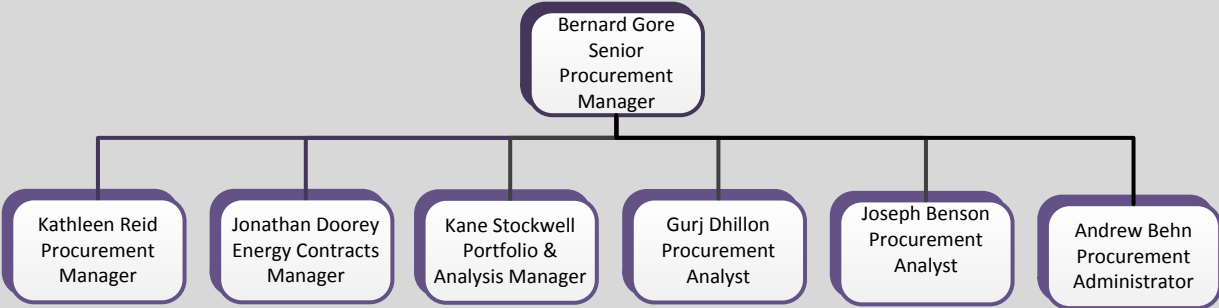 Bernard Gore
Senior
Procurement
Manager
Kathleen Reid
Procurement
Manager
Jonathan Doorey
Energy Contracts
Manager
Kane Stockwell
Portfolio &
Analysis Manager
Gurj Dhillon
Procurement
Analyst
Joseph Benson
Procurement
Analyst
Andrew Behn
Procurement
Administrator